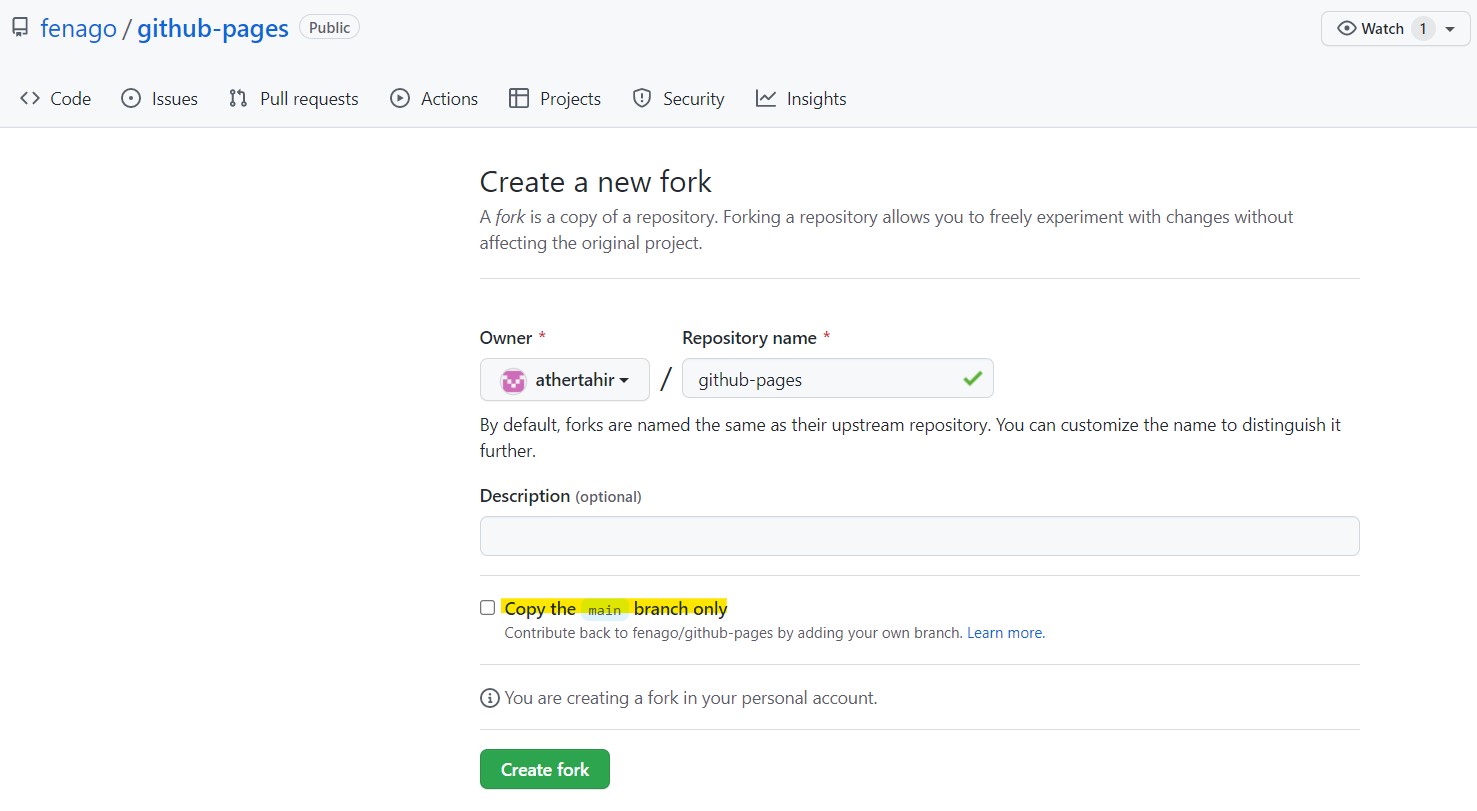 fenago / github-pages Public
Watch 1
Code Issues Pull requests Actions Projects Security Insights
Create a new fork
A fork is a copy of a repository. Forking a repository allows you to freely experiment with changes without
affecting the original project.
Owner * Repository name *
athertahir / github-pages
By default, forks are named the same as their upstream repository. You can customize the name to distinguish it
further.
Description (optional)
Copy the main branch only
Contribute back to fenago/github-pages by adding your own branch. Learn more.
You are creating a fork in your personal account.
Create fork